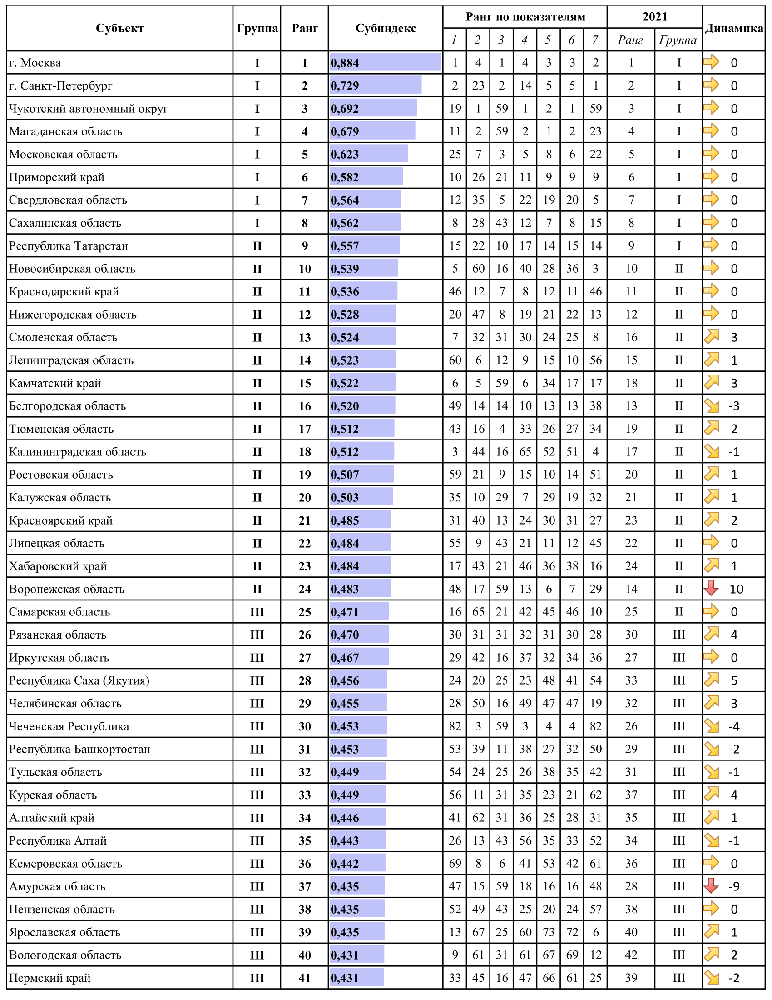 Субъект Группа Ранг Субиндекс Ранг по показателям 2021 Динамика
1 2 3 4 5 6 7 Ранг Группа
г. Москва I 1 0,884 1 4 1 4 3 3 2 1 I 0
г. Санкт-Петербург I 2 0,729 2 23 2 14 5 5 1 2 I 0
Чукотский автономный округ I 3 0,692 19 1 59 1 2 1 59 3 I 0
Магаданская область I 4 0,679 11 2 59 2 1 2 23 4 I 0
Московская область I 5 0,623 25 7 3 5 8 6 22 5 I 0
Приморский край I 6 0,582 10 26 21 11 9 9 9 6 I 0
Свердловская область I 7 0,564 12 35 5 22 19 20 5 7 I 0
Сахалинская область I 8 0,562 8 28 43 12 7 8 15 8 I 0
Республика Татарстан II 9 0,557 15 22 10 17 14 15 14 9 I 0
Новосибирская область II 10 0,539 5 60 16 40 28 36 3 10 II 0
Краснодарский край II 11 0,536 46 12 7 8 12 11 46 11 II 0
Нижегородская область II 12 0,528 20 47 8 19 21 22 13 12 II 0
Смоленская область II 13 0,524 7 32 31 30 24 25 8 16 II 3
Ленинградская область II 14 0,523 60 6 12 9 15 10 56 15 II 1
Камчатский край II 15 0,522 6 5 59 6 34 17 17 18 II 3
Белгородская область II 16 0,520 49 14 14 10 13 13 38 13 II -3
Тюменская область II 17 0,512 43 16 4 33 26 27 34 19 II 2
Калининградская область II 18 0,512 3 44 16 65 52 51 4 17 II -1
Ростовская область II 19 0,507 59 21 9 15 10 14 51 20 II 1
Калужская область II 20 0,503 35 10 29 7 29 19 32 21 II 1
Красноярский край II 21 0,485 31 40 13 24 30 31 27 23 II 2
Липецкая область II 22 0,484 55 9 43 21 11 12 45 22 II 0
Хабаровский край II 23 0,484 17 43 21 46 36 38 16 24 II 1
Воронежская область II 24 0,483 48 17 59 13 6 7 29 14 II -10
Самарская область III 25 0,471 16 65 21 42 45 46 10 25 II 0
Рязанская область III 26 0,470 30 31 31 32 31 30 28 30 III 4
Иркутская область III 27 0,467 29 42 16 37 32 34 36 27 III 0
Республика Саха (Якутия) III 28 0,456 24 20 25 23 48 41 54 33 III 5
Челябинская область III 29 0,455 28 50 16 49 47 47 19 32 III 3
Чеченская Республика III 30 0,453 82 3 59 3 4 4 82 26 III -4
Республика Башкортостан III 31 0,453 53 39 11 38 27 32 50 29 III -2
Тульская область III 32 0,449 54 24 25 26 38 35 42 31 III -1
Курская область III 33 0,449 56 11 31 35 23 21 62 37 III 4
Алтайский край III 34 0,446 41 62 31 36 25 28 31 35 III 1
Республика Алтай III 35 0,443 26 13 43 56 35 33 52 34 III -1
Кемеровская область III 36 0,442 69 8 6 41 53 42 61 36 III 0
Амурская область III 37 0,435 47 15 59 18 16 16 48 28 III -9
Пензенская область III 38 0,435 52 49 43 25 20 24 57 38 III 0
Ярославская область III 39 0,435 13 67 25 60 73 72 6 40 III 1
Вологодская область III 40 0,431 9 61 31 61 67 69 12 42 III 2
Пермский край III 41 0,431 33 45 16 47 66 61 25 39 III -2